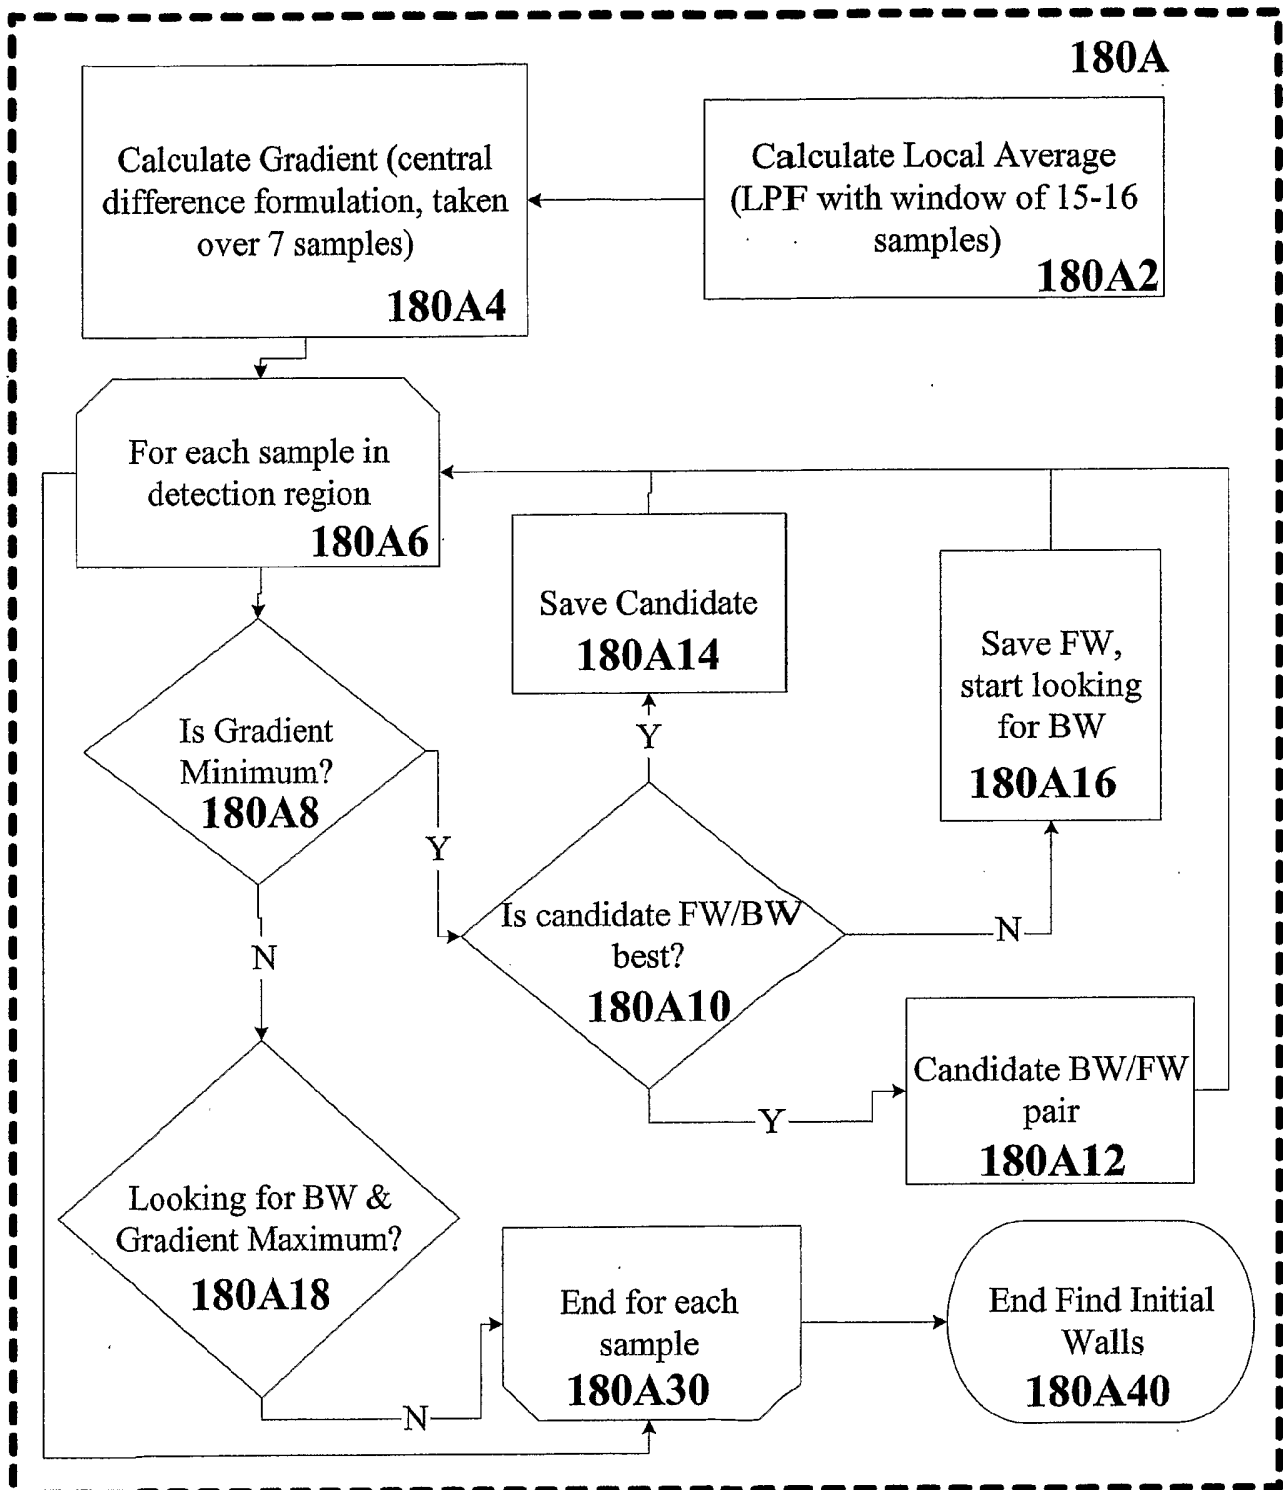 180A
Calculate Local Average
(LPF with window of 15-16
samples)
180A2
Calculate Gradient (central
difference formulation, taken
over 7 samples)
180A4
For each sample in
detection region
180A6
Is Gradient
Minimum?
180A8
Y
N
Is candidate FW/BW
best?
180A10
Y
Save Candidate
180A14
N
Save FW,
start looking
for BW
180A16
Y
Candidate BW/FW
pair
180A12
Looking for BW &
Gradient Maximum?
180A18
N
End for each
sample
180A30
End Find Initial
Walls
180A40